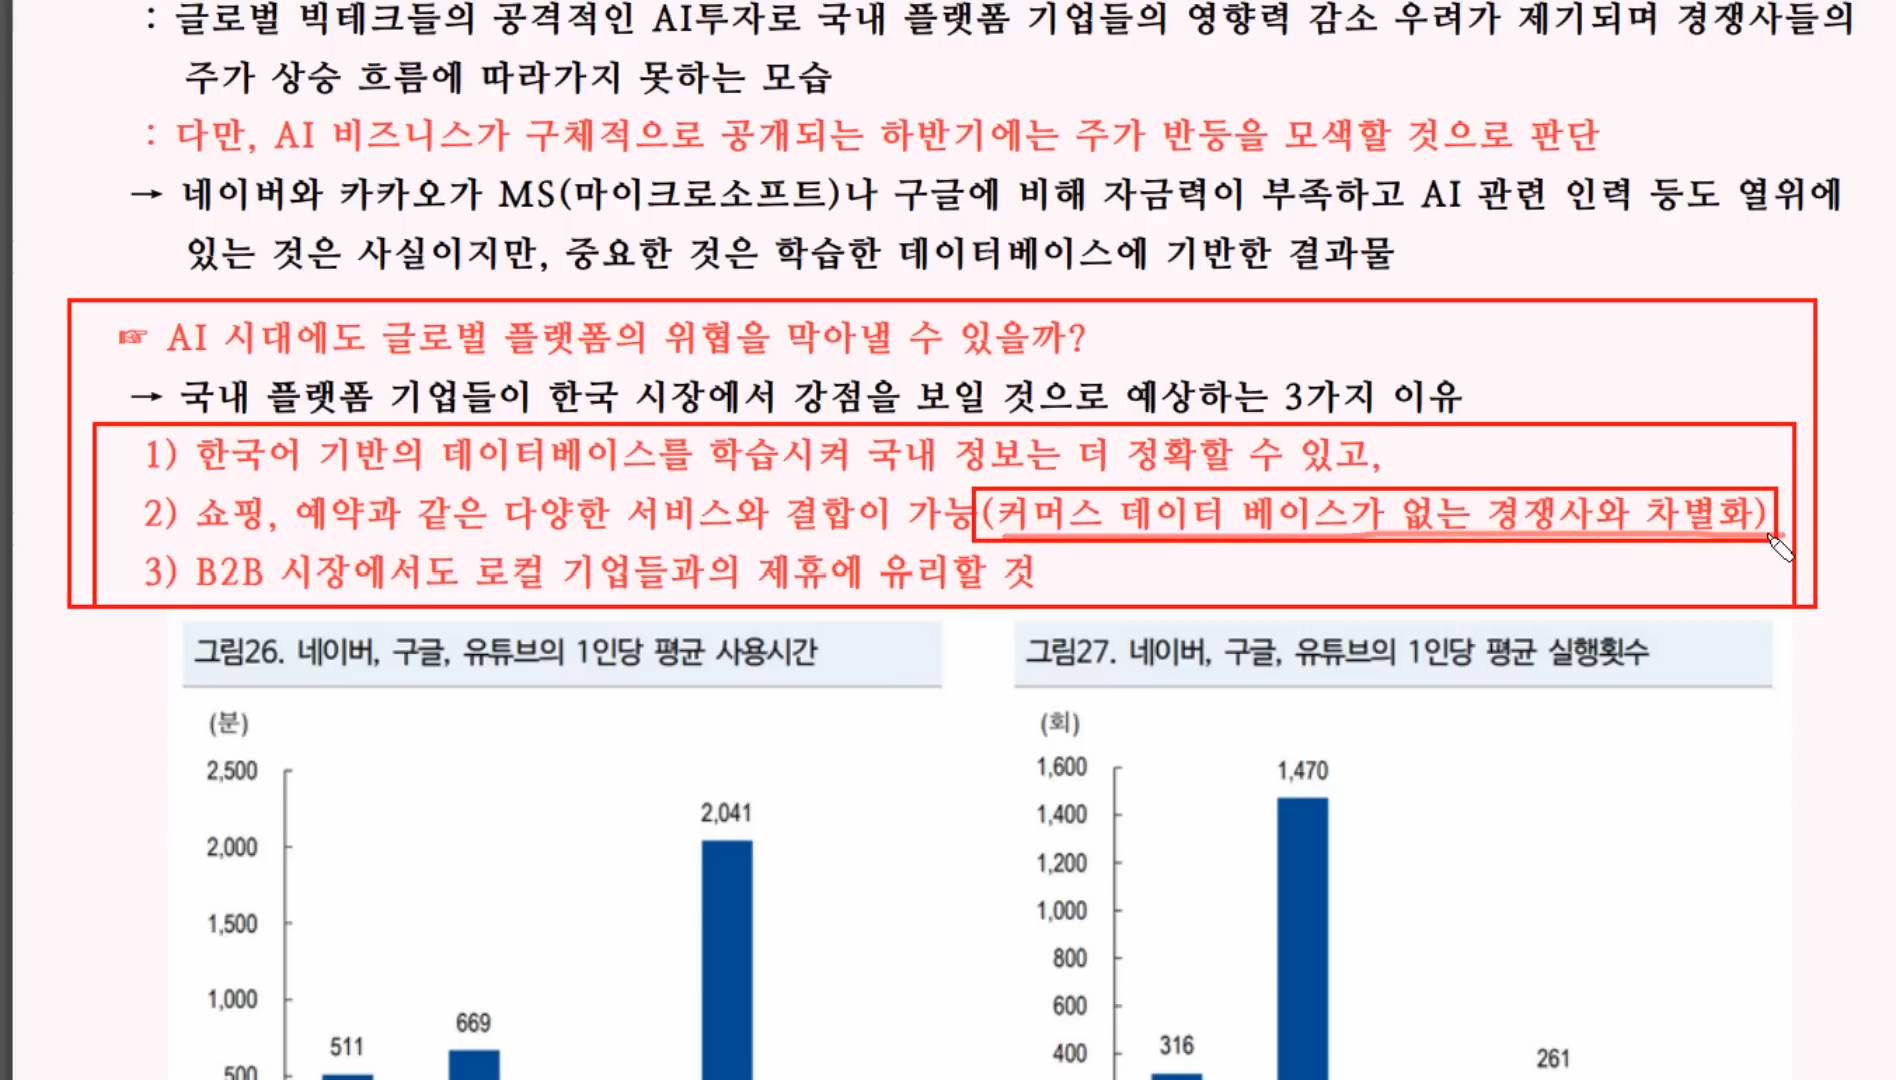 : 글로벌 빅테크들의 공격적인 AI투자로 국내 플랫폼 기업들의 영향력 감소 우려가 제기되며 경쟁사들의
주가 상승 흐름에 따라가지 못하는 모습
: 다만, AI 비즈니스가 구체적으로 공개되는 하반기에는 주가 반등을 모색할 것으로 판단
→ 네이버와 카카오가 MS(마이크로소프트)나 구글에 비해 자금력이 부족하고 AI 관련 인력 등도 열위에
있는 것은 사실이지만, 중요한 것은 학습한 데이터베이스에 기반한 결과물
☞ AI 시대에도 글로벌 플랫폼의 위협을 막아낼 수 있을까?
→ 국내 플랫폼 기업들이 한국 시장에서 강점을 보일 것으로 예상하는 3가지 이유
1) 한국어 기반의 데이터베이스를 학습시켜 국내 정보는 더 정확할 수 있고,
2) 쇼핑, 예약과 같은 다양한 서비스와 결합이 가능(커머스 데이터 베이스가 없는 경쟁사와 차별화)
3) B2B 시장에서도 로컬 기업들과의 제휴에 유리할 것
그림26. 네이버, 구글, 유튜브의 1인당 평균 사용시간
(분)
2,500
2,000
1,500
1,000
500
511
669
2,041
그림27. 네이버, 구글, 유튜브의 1인당 평균 실행횟수
(회)
1,600
1,400
1,200
1,000
800
600
400
316
1,470
261